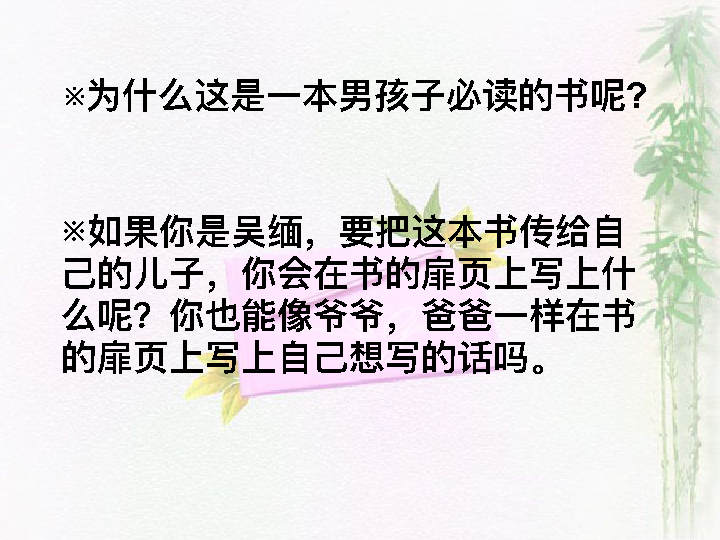 ※为什么这是一本男孩子必读的书呢?
※如果你是吴缅，要把这本书传给自
己的儿子，你会在书的扉页上写上什
么呢？你也能像爷爷，爸爸一样在书
的扉页上写上自己想写的话吗。